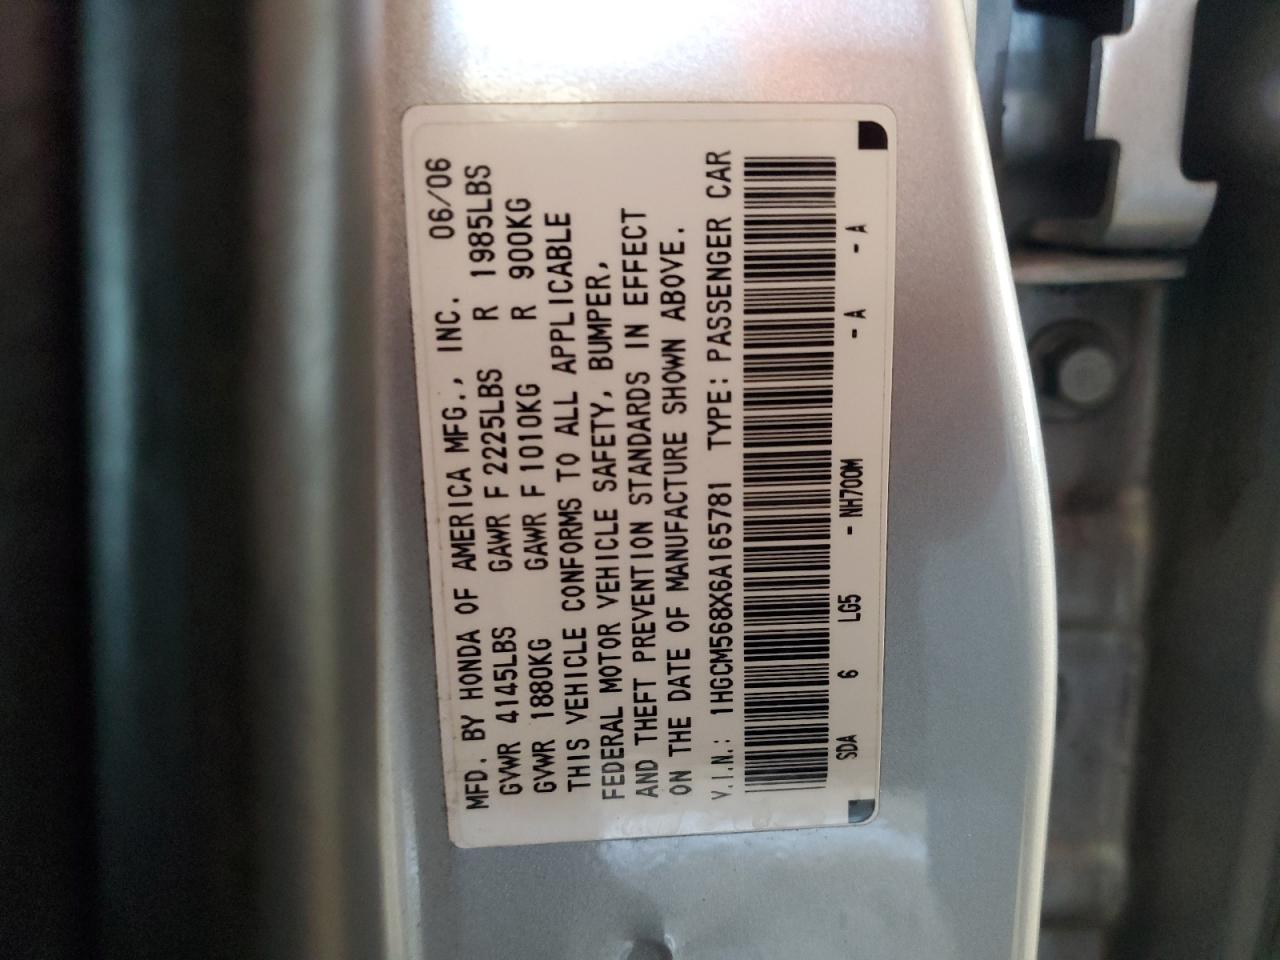 MFD. BY HONDA OF AMERICA MFG., INC. 06/06
GVWR 4145LBS GAWR F 2225LBS R 1985LBS
GVWR 1880KG GAWR F 1010KG R 900KG
THIS VEHICLE CONFORMS TO ALL APPLICABLE
FEDERAL MOTOR VEHICLE SAFETY, BUMPER,
AND THEFT PREVENTION STANDARDS IN EFFECT
ON THE DATE OF MANUFACTURE SHOWN ABOVE.
V.I.N.: 1HGCM568X6A165781 TYPE: PASSENGER CAR
SDA 6 LG5 - NH700M - A - A